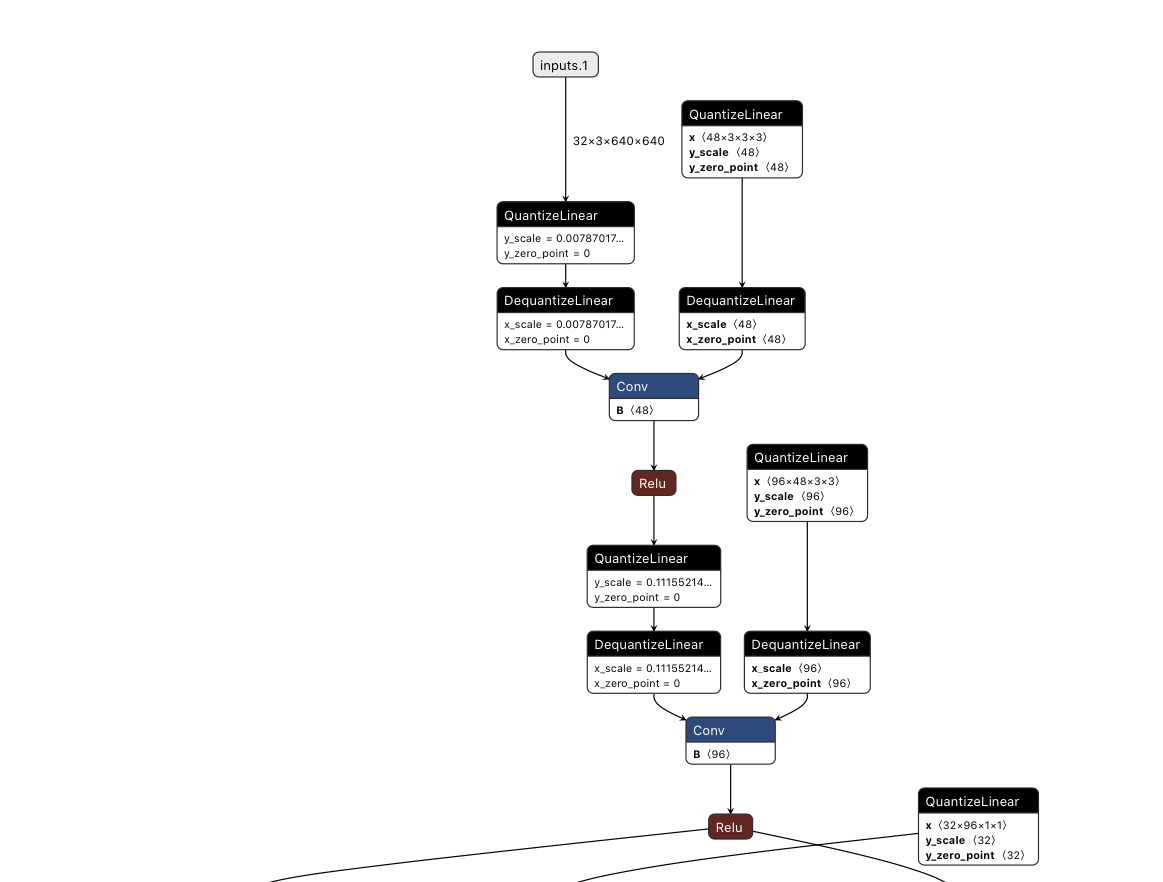 inputs.1
32×3×640×640
QuantizeLinear
x 〈48×3×3×3〉
y_scale 〈48〉
y_zero_point 〈48〉
QuantizeLinear
y_scale = 0.00787017…
y_zero_point = 0
DequantizeLinear
x_scale = 0.00787017…
x_zero_point = 0
DequantizeLinear
x_scale 〈48〉
x_zero_point 〈48〉
Conv
B 〈48〉
Relu
QuantizeLinear
x 〈96×48×3×3〉
y_scale 〈96〉
y_zero_point 〈96〉
QuantizeLinear
y_scale = 0.11155214…
y_zero_point = 0
DequantizeLinear
x_scale = 0.11155214…
x_zero_point = 0
DequantizeLinear
x_scale 〈96〉
x_zero_point 〈96〉
Conv
B 〈96〉
Relu
QuantizeLinear
x 〈32×96×1×1〉
y_scale 〈32〉
y_zero_point 〈32〉